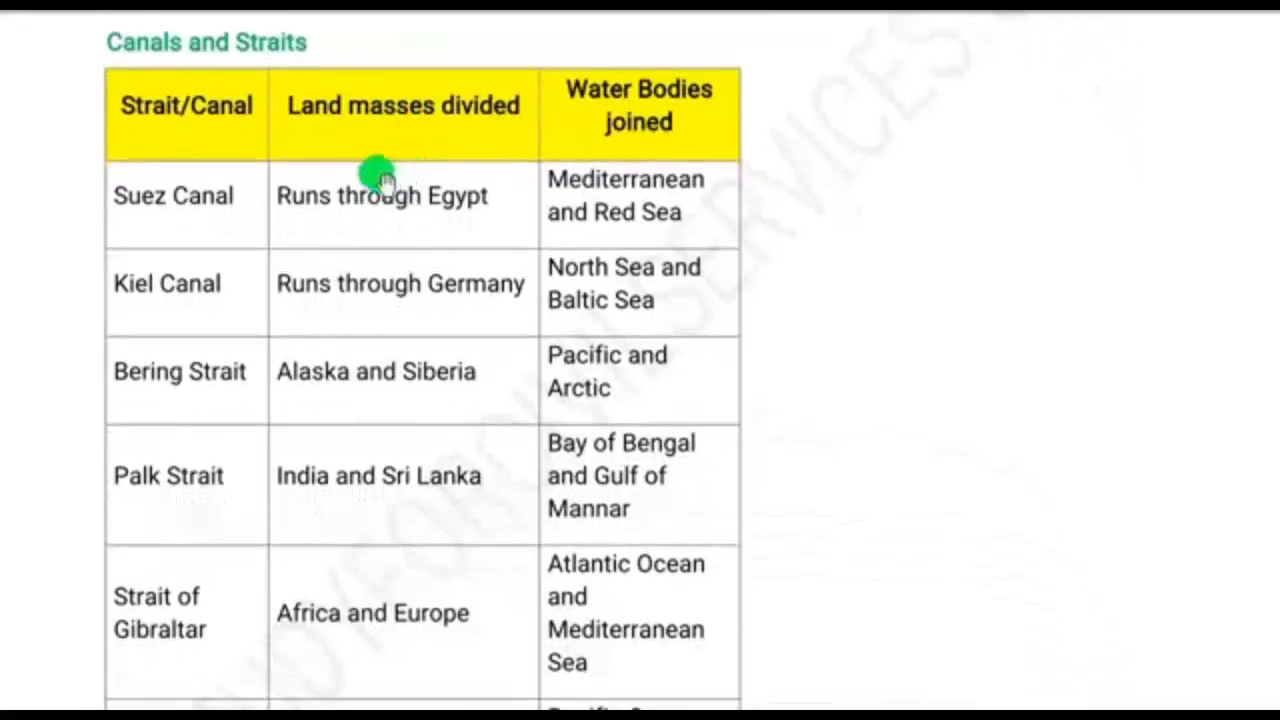 Canals and Straits
Strait/Canal
Land masses divided
Water Bodies
joined
Suez Canal
Runs through Egypt
Mediterranean
and Red Sea
Kiel Canal
Runs through Germany
North Sea and
Baltic Sea
Bering Strait
Alaska and Siberia
Pacific and
Arctic
Palk Strait
India and Sri Lanka
Bay of Bengal
and Gulf of
Mannar
Strait of
Gibraltar
Africa and Europe
Atlantic Ocean
and
Mediterranean
Sea